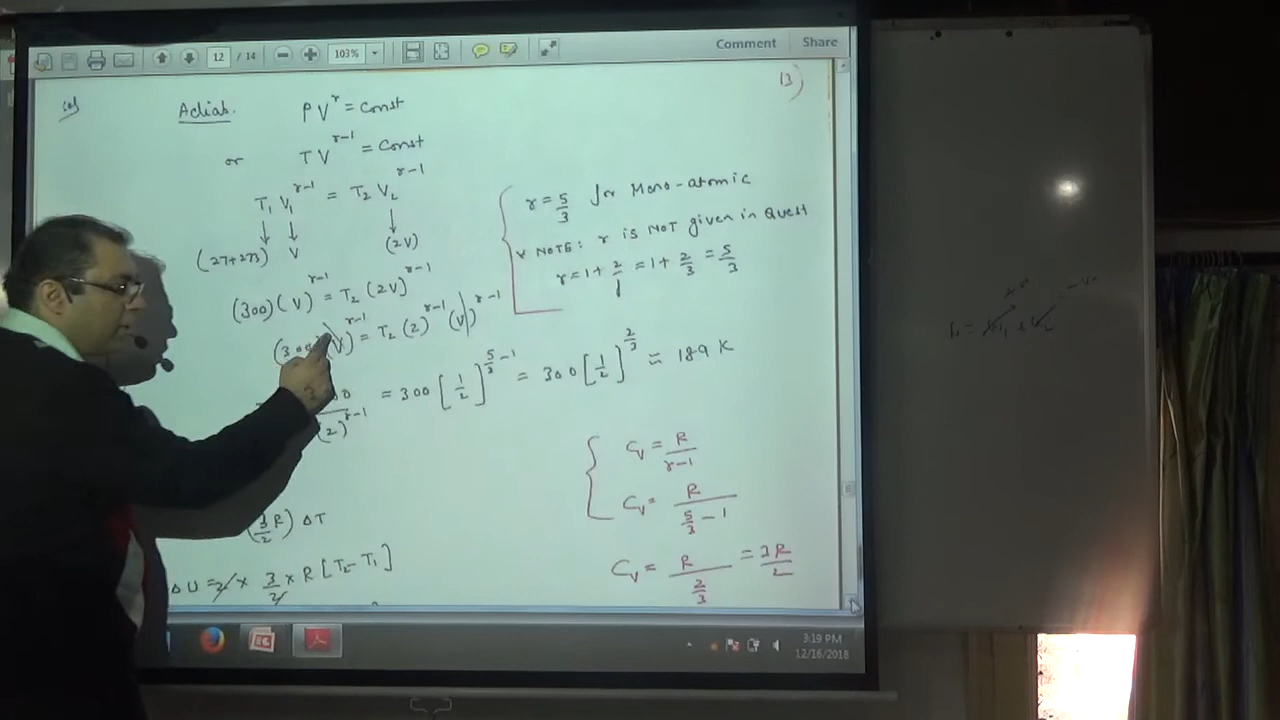 12 / 14 103% Comment Share
13)
(a) Adiab. PV^r = Const
or TV^r-1 = Const
T₁ V₁^r-1 = T₂ V₂^r-1
(27+273) V (2V)
r = 5/3 for Mono-atomic
* NOTE: r is NOT given in Quest
r = 1 + 2/f = 1 + 2/3 = 5/3
(300) (V)^r-1 = T₂ (2V)^r-1
(V)^r-1 = T₂ (2)^r-1 (V)^r-1
(2)^r-1 = 300 [1/2]^5/3-1 = 300 [1/2]^2/3 ≈ 189 K
Cv = R/r-1
Cv = R/5/3-1
Cv = R/2/3 = 3R/2
(3/2 R) ΔT
ΔU = 2 × 3/2 × R [T₂ - T₁]
3:19 PM
12/16/2018